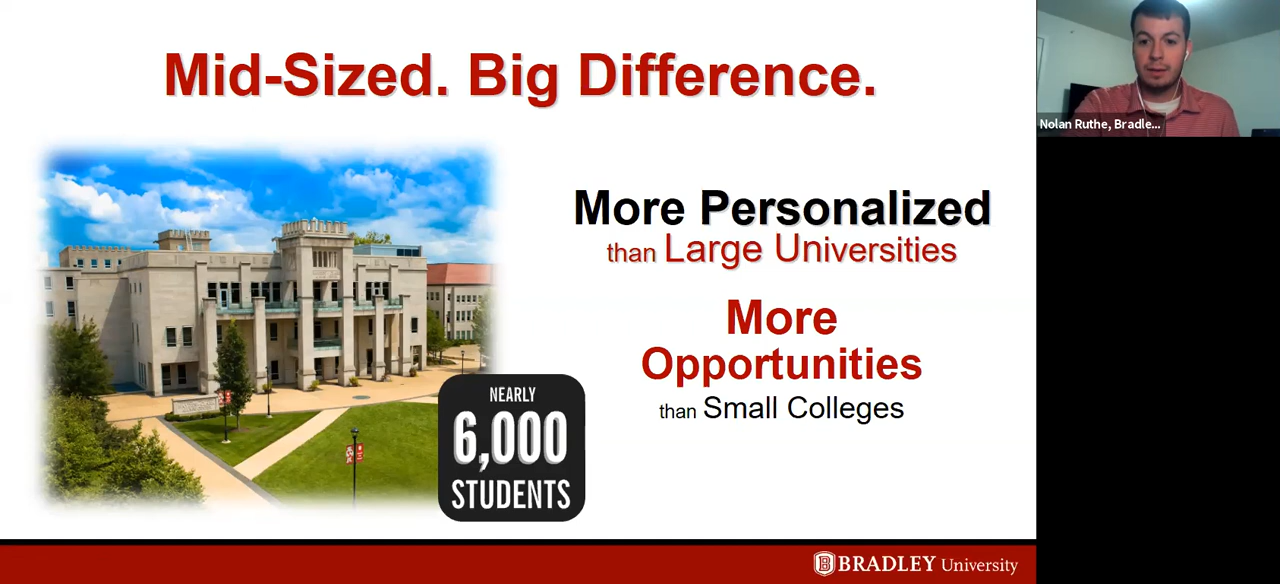 Mid-Sized. Big Difference.
More Personalized
than Large Universities
More
Opportunities
than Small Colleges
NEARLY
6,000
STUDENTS
BRADLEY University
Nolan Ruthe, Bradle...